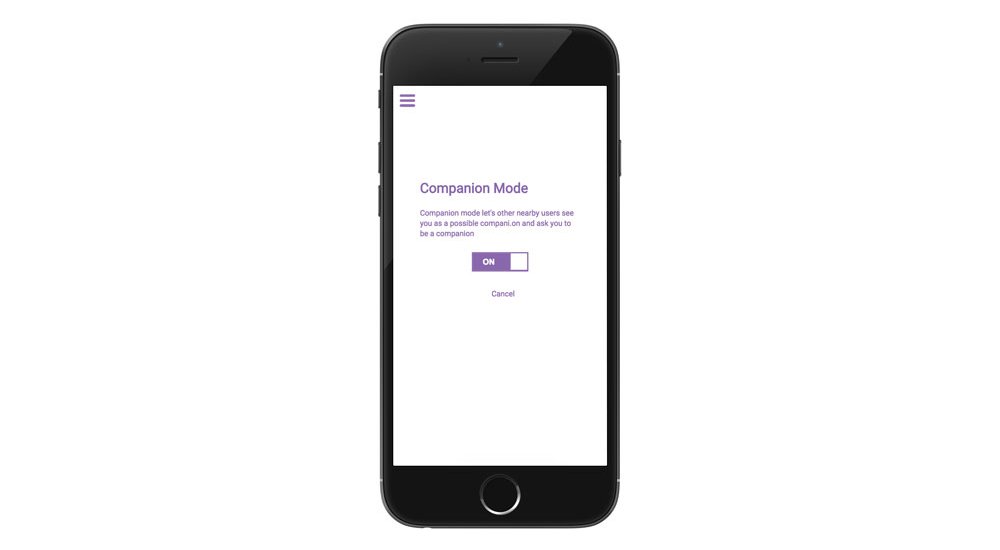 Companion Mode
Companion mode let's other nearby users see
you as a possible compani.on and ask you to
be a companion
ON
Cancel